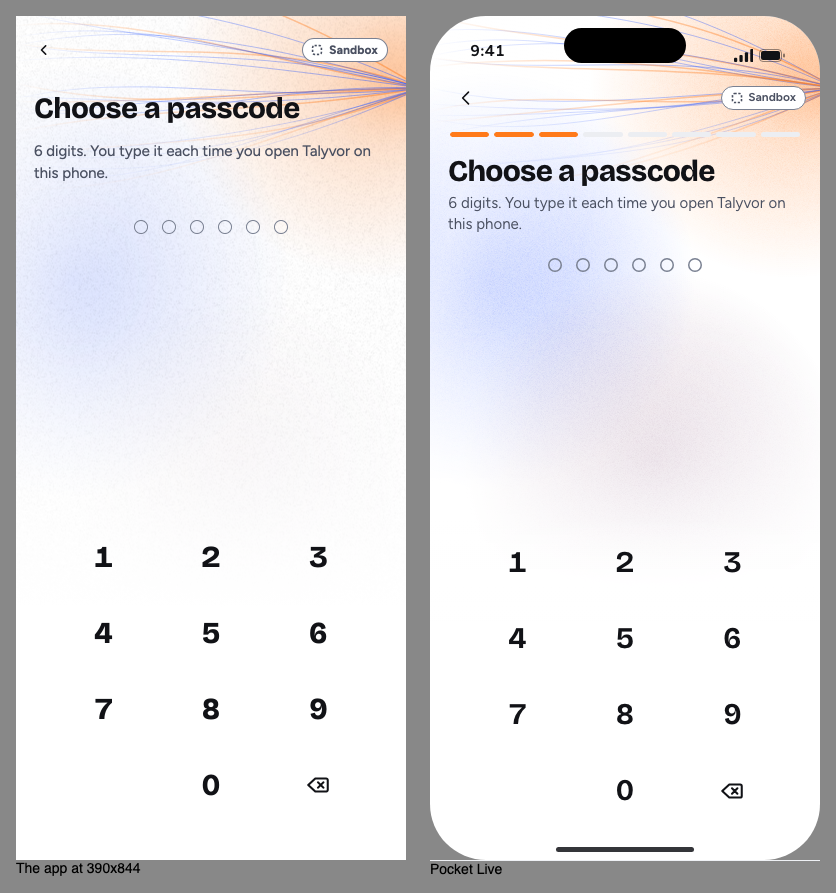 Sandbox
Choose a passcode
6 digits. You type it each time you open Talyvor on
this phone.
1 2 3
4 5 6
7 8 9
0
The app at 390x844
9:41
Sandbox
Choose a passcode
6 digits. You type it each time you open Talyvor on
this phone.
1 2 3
4 5 6
7 8 9
0
Pocket Live